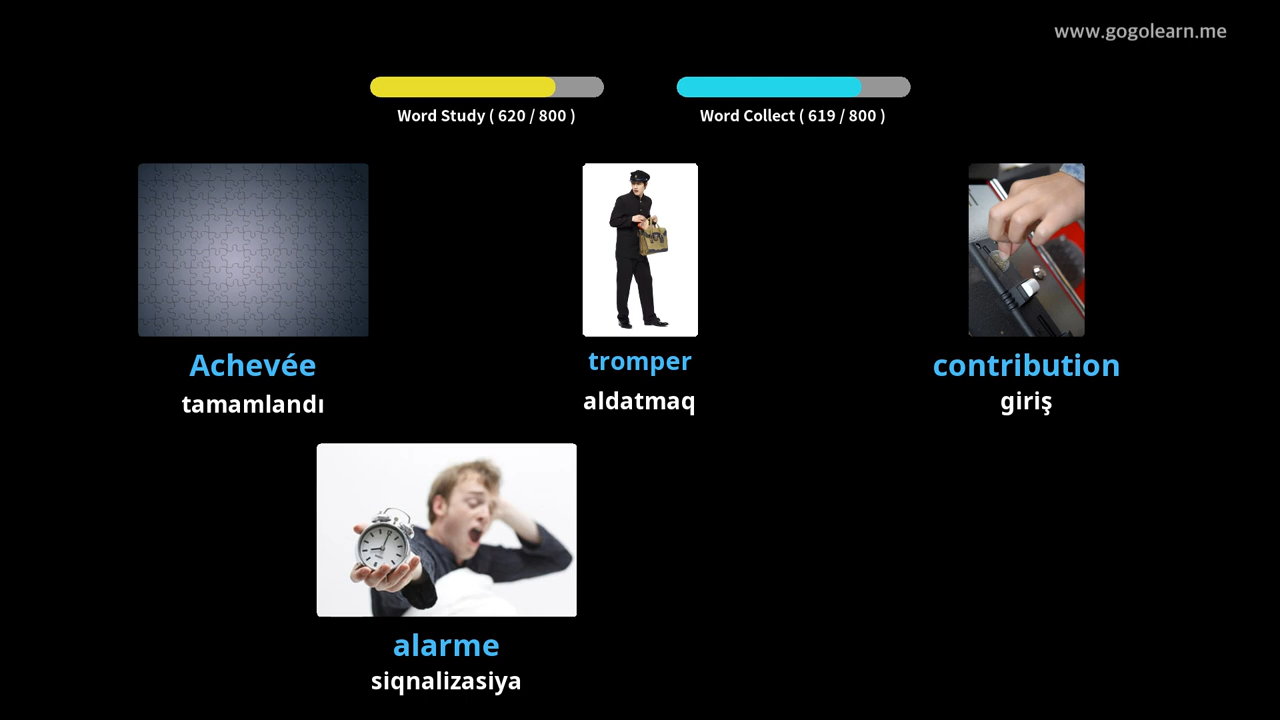 www.gogolearn.me
Word Study ( 620 / 800 )
Word Collect ( 619 / 800 )
Achevée
tamamlandı
tromper
aldatmaq
contribution
giriş
alarme
siqnalizasiya